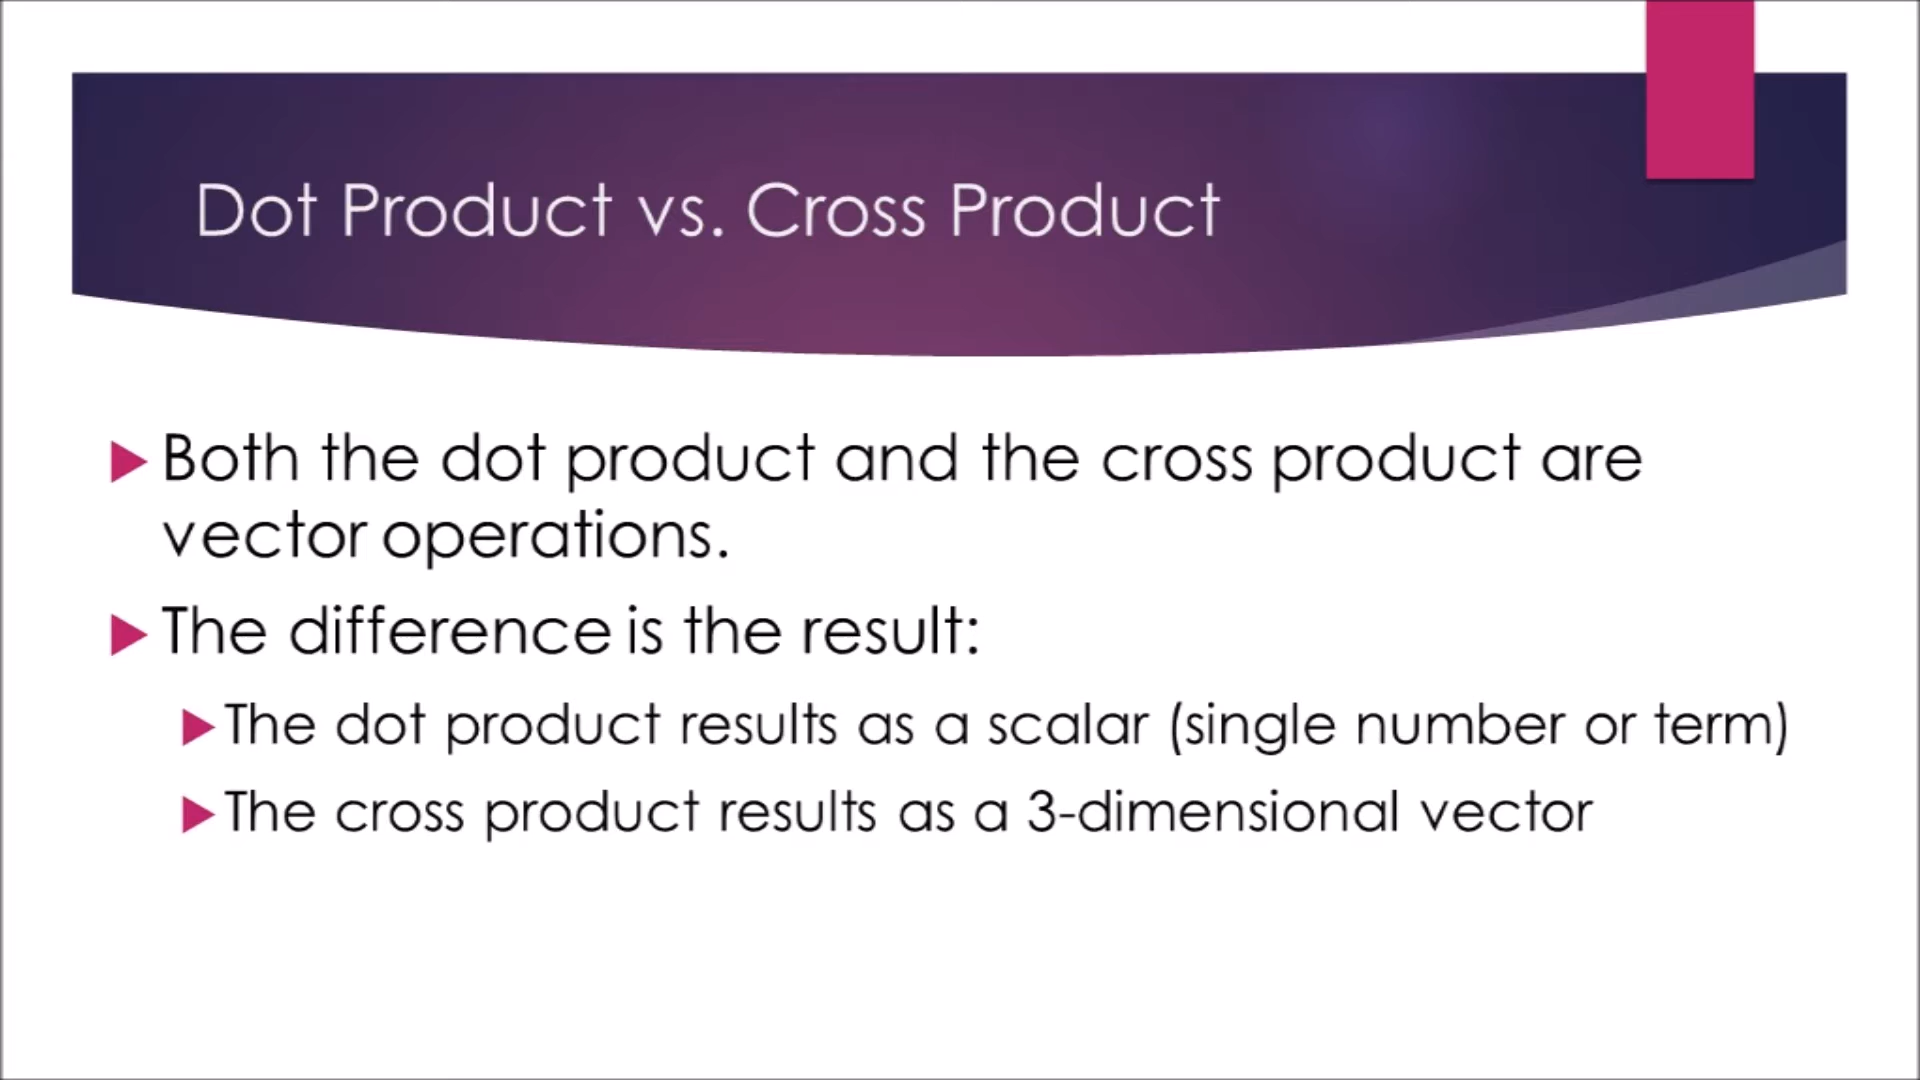 Dot Product vs. Cross Product
Both the dot product and the cross product are
vector operations.
The difference is the result:
The dot product results as a scalar (single number or term)
The cross product results as a 3-dimensional vector